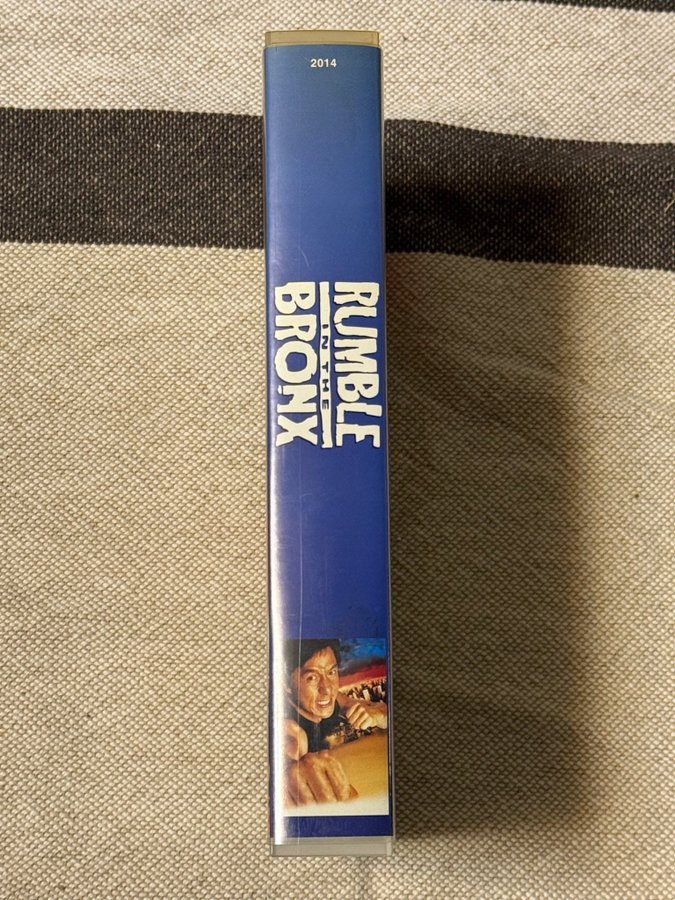 2014
RUMBLE
IN THE
BRONX